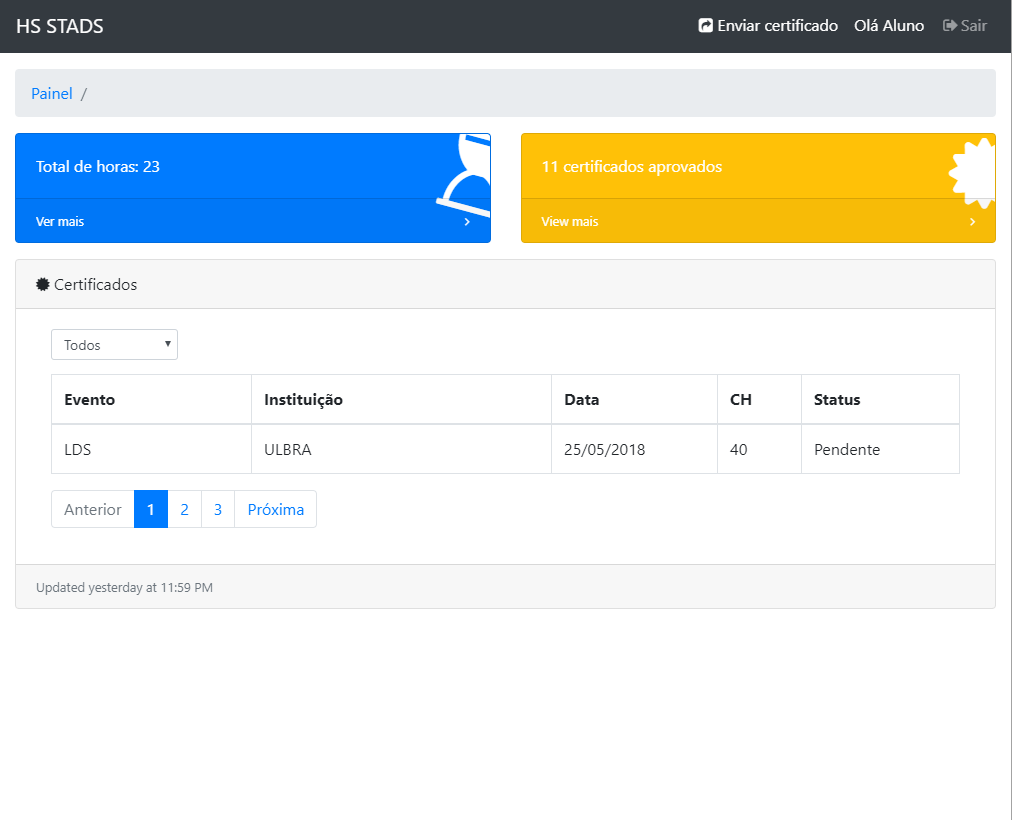 HS STADS Enviar certificado Olá Aluno Sair
Painel /
Total de horas: 23
Ver mais
11 certificados aprovados
View mais
Certificados
Todos
Evento Instituição Data CH Status
LDS ULBRA 25/05/2018 40 Pendente
Anterior 1 2 3 Próxima
Updated yesterday at 11:59 PM